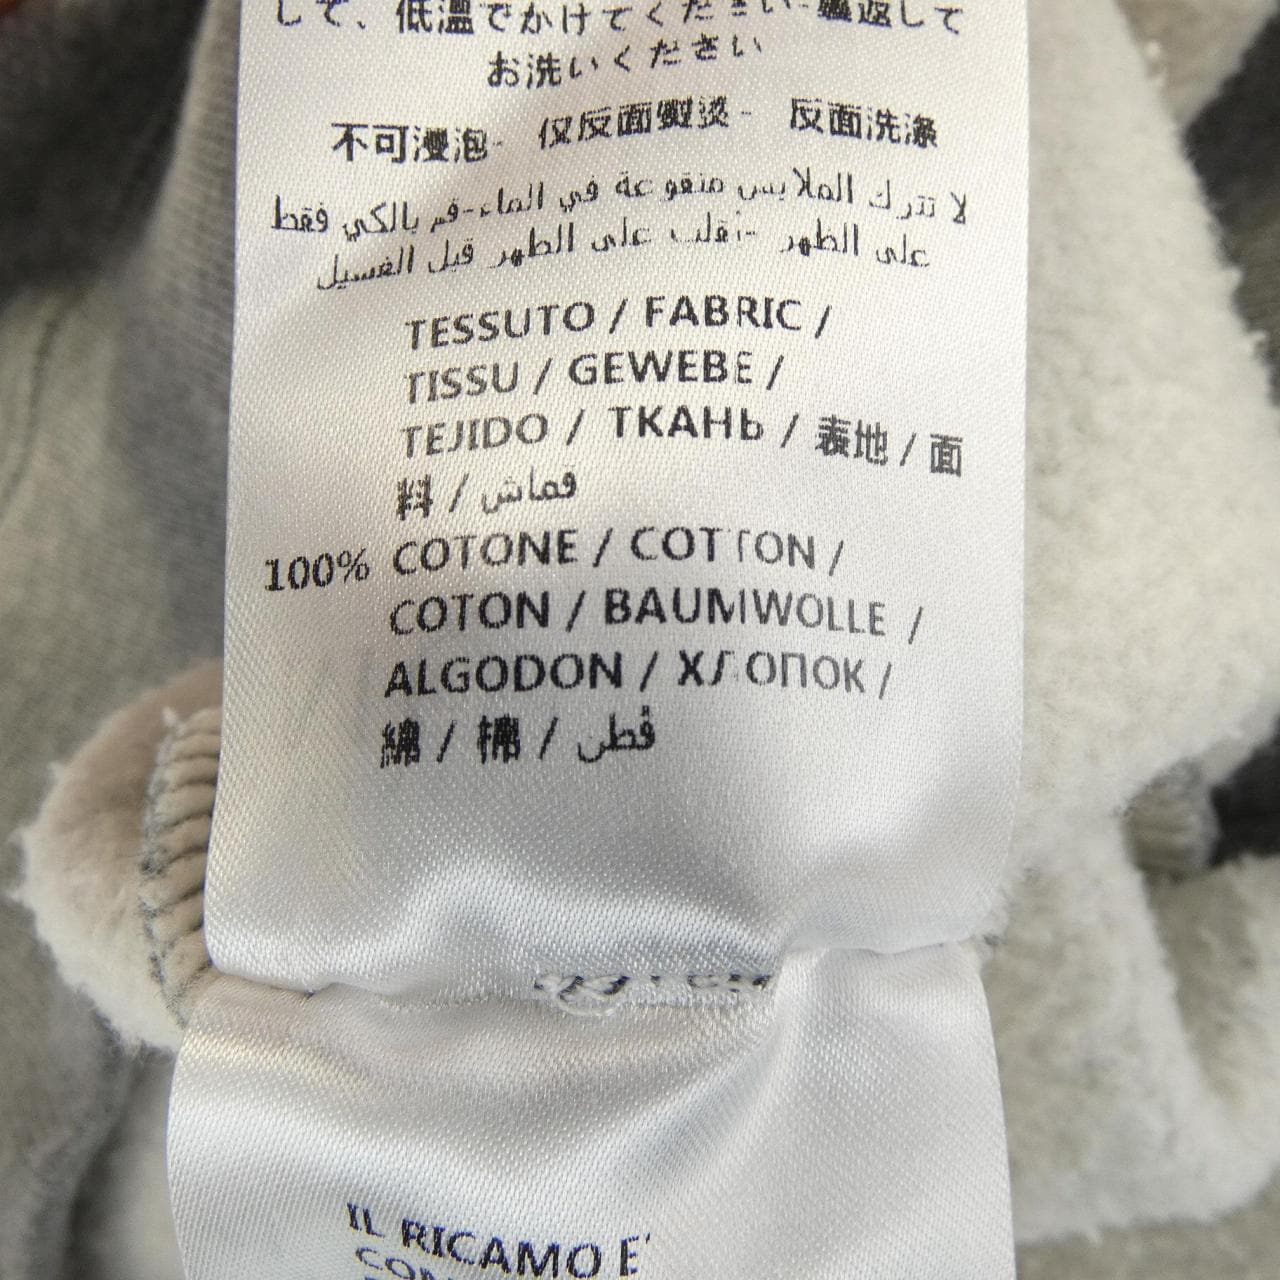 して、低温でかけてください-裏返して
お洗いください
不可浸泡- 仅反面熨烫- 反面洗涤
لا تترك الملابس منقوعة في الماء-قم بالكي فقط
على الظهر -أقلب على الظهر قبل الغسيل
TESSUTO / FABRIC /
TISSU / GEWEBE /
TEJIDO / ТКАНЬ / 表地 / 面
料 / قماش
100% COTONE / COTTON /
COTON / BAUMWOLLE /
ALGODON / ХЛОПОК /
綿 / 棉 / قطن
IL RICAMO E'